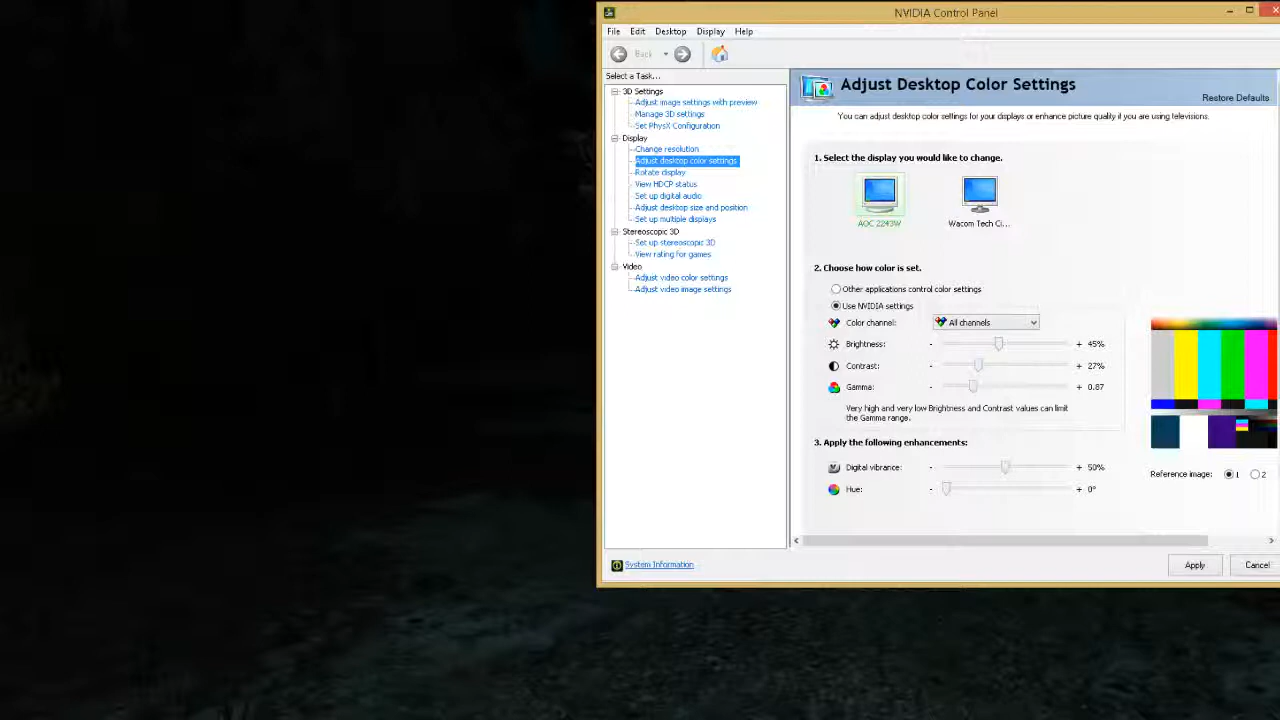 NVIDIA Control Panel
File Edit Desktop Display Help
Back
Select a Task...
3D Settings
Adjust image settings with preview
Manage 3D settings
Set PhysX Configuration
Display
Change resolution
Adjust desktop color settings
Rotate display
View HDCP status
Set up digital audio
Adjust desktop size and position
Set up multiple displays
Stereoscopic 3D
Set up stereoscopic 3D
View rating for games
Video
Adjust video color settings
Adjust video image settings
System Information
Adjust Desktop Color Settings
Restore Defaults
You can adjust desktop color settings for your displays or enhance picture quality if you are using televisions.
1. Select the display you would like to change.
AOC 2243W
Wacom Tech Ci...
2. Choose how color is set.
Other applications control color settings
Use NVIDIA settings
Color channel: All channels
Brightness: - + 45%
Contrast: - + 27%
Gamma: - + 0.87
Very high and very low Brightness and Contrast values can limit
the Gamma range.
3. Apply the following enhancements:
Digital vibrance: - + 50%
Hue: - + 0°
Reference image: 1 2
Apply Cancel